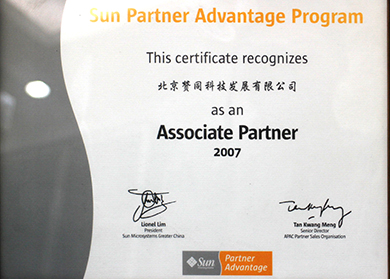 Sun Partner Advantage Program
This certificate recognizes
北京赞阅科技发展有限公司
as an
Associate Partner
2007
Lionel Lim
President
Sun Microsystems Greater China
Tan Kwang Meng
Senior Director
APAC Partner Sales Organisation
Sun
Partner
Advantage